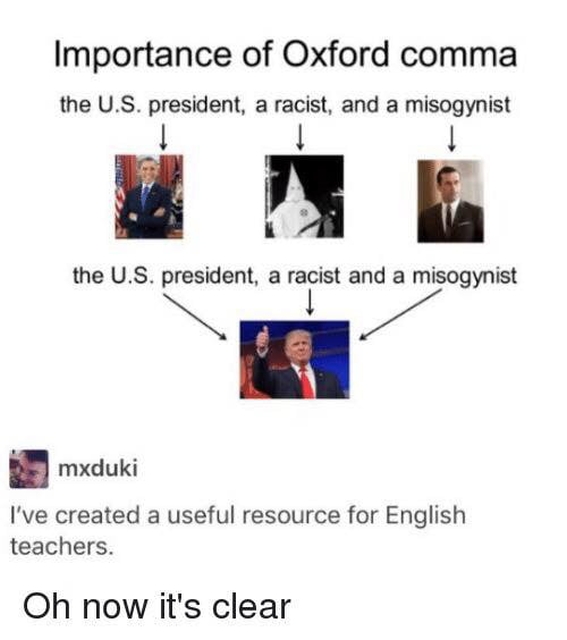 Importance of Oxford comma
the U.S. president, a racist, and a misogynist
the U.S. president, a racist and a misogynist
mxduki
I've created a useful resource for English
teachers.
Oh now it's clear